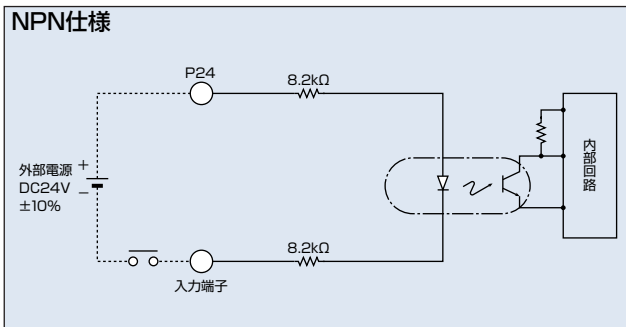 NPN仕様
P24
8.2kΩ
外部電源
DC24V
±10%
+
−
内部回路
8.2kΩ
入力端子